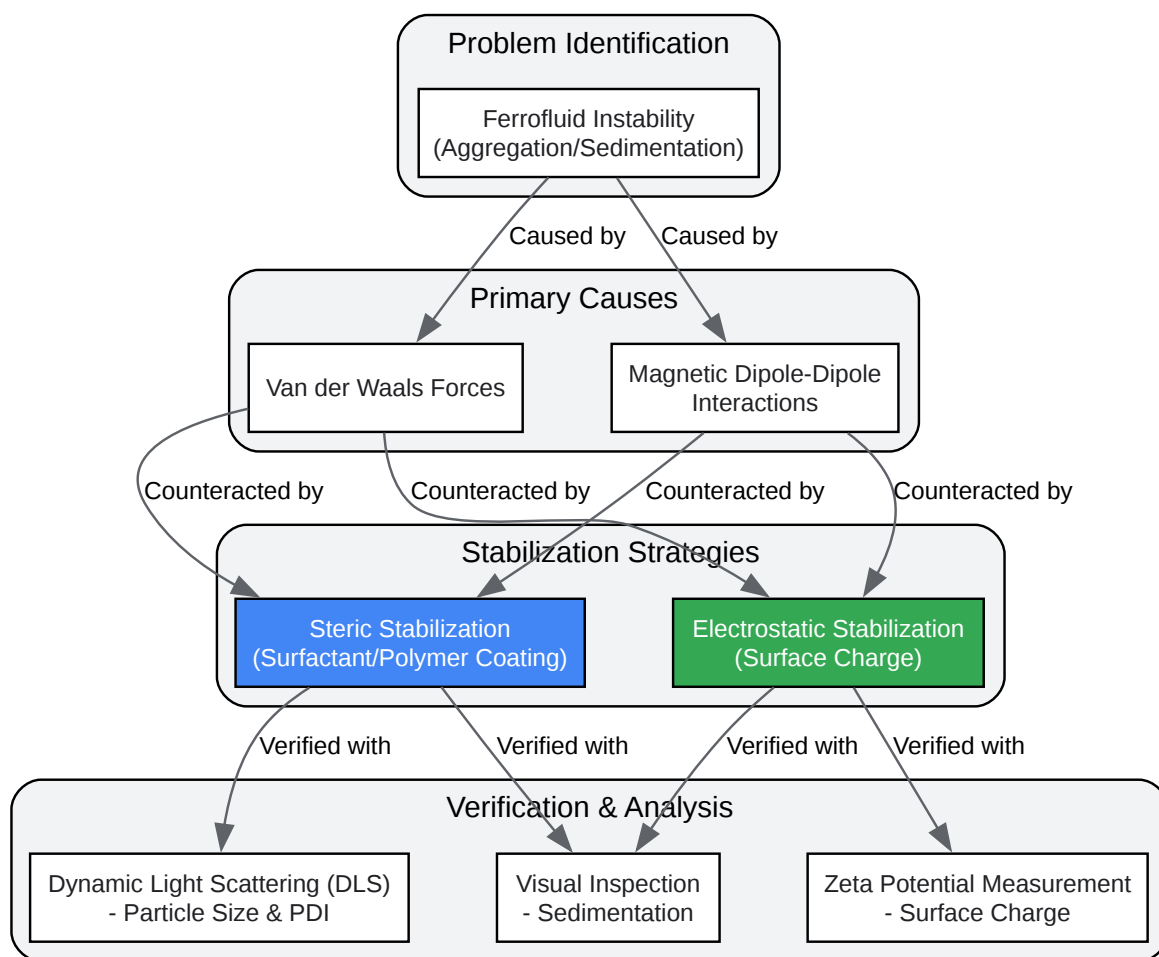 Problem Identification
Ferrofluid Instability
(Aggregation/Sedimentation)
Caused by
Caused by
Primary Causes
Van der Waals Forces
Magnetic Dipole-Dipole
Interactions
Counteracted by
Counteracted by
Counteracted by
Counteracted by
Stabilization Strategies
Steric Stabilization
(Surfactant/Polymer Coating)
Electrostatic Stabilization
(Surface Charge)
Verified with
Verified with
Verified with
Verified with
Verification & Analysis
Dynamic Light Scattering (DLS)
- Particle Size & PDI
Visual Inspection
- Sedimentation
Zeta Potential Measurement
- Surface Charge